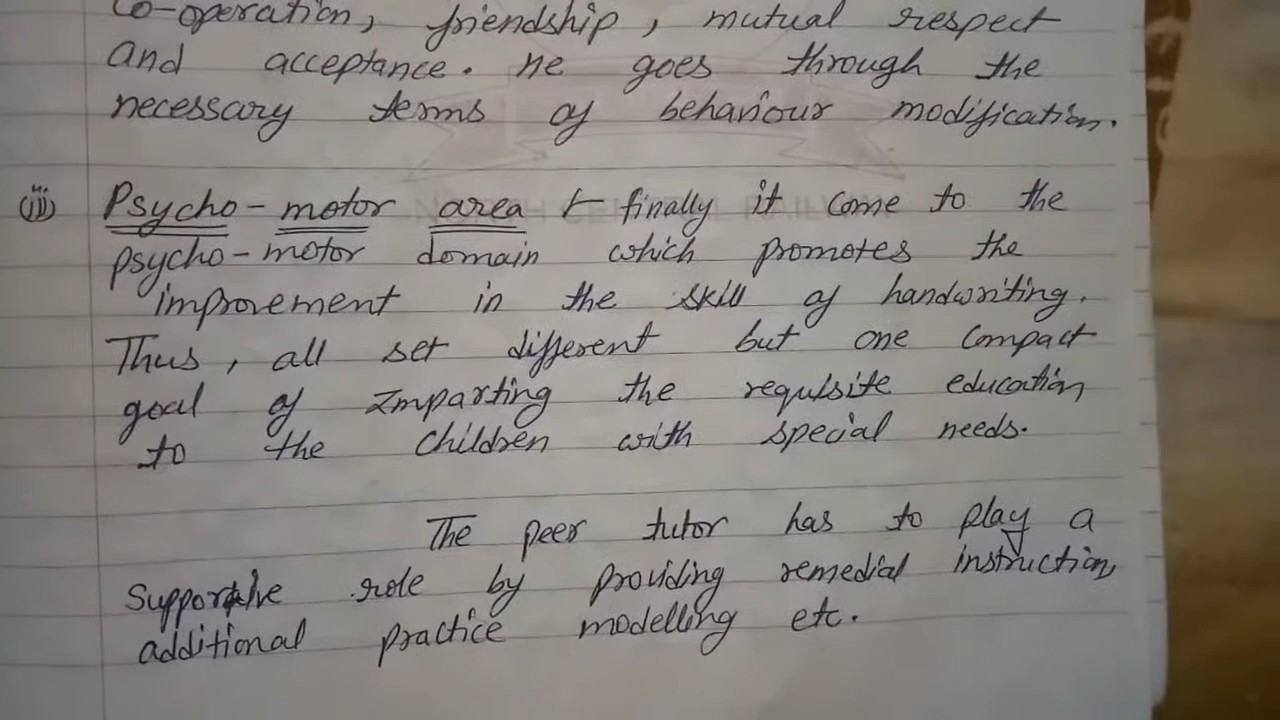 Co-operation, friendship, mutual respect
and acceptance. He goes through the
necessary terms of behaviour modification.
(iii) Psycho-motor area :- finally it come to the
psycho-motor domain which promotes the
improvement in the skill of handwriting.
Thus, all set different but one compact
goal of Imparting the requisite education
to the children with special needs.
The peer tutor has to play a
Supportive role by providing remedial instruction,
additional practice modelling etc.